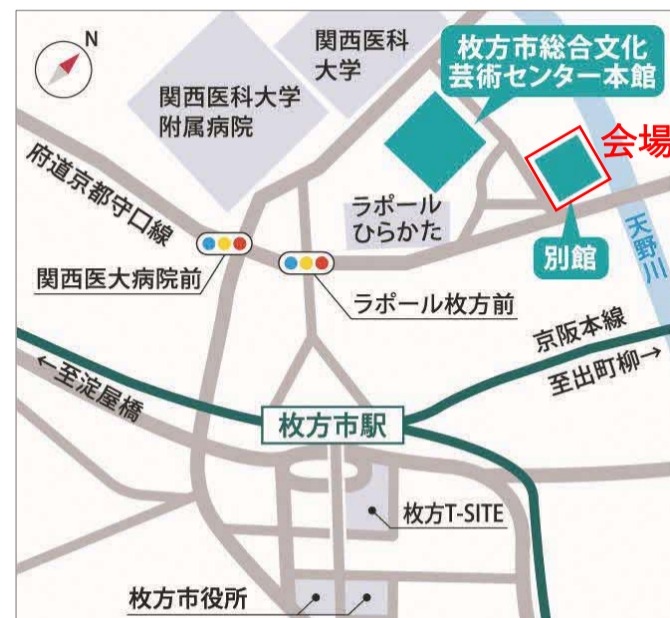 N
関西医科
大学
枚方市総合文化
芸術センター本館
関西医科大学
附属病院
会場
府道京都守口線
ラポール
ひらかた
別館
天野川
関西医大病院前
ラポール枚方前
京阪本線
至出町柳→
←至淀屋橋
枚方市駅
枚方T-SITE
枚方市役所